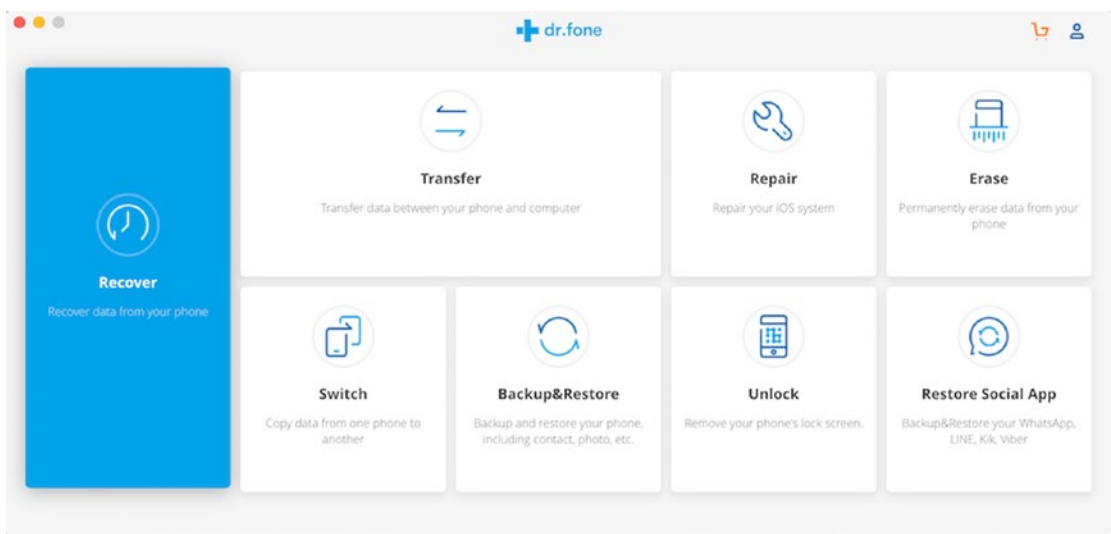 dr.fone
Recover
Recover data from your phone
Transfer
Transfer data between your phone and computer
Repair
Repair your iOS system
Erase
Permanently erase data from your
phone
Switch
Copy data from one phone to
another
Backup&Restore
Backup and restore your phone,
including contact, photo, etc.
Unlock
Remove your phone's lock screen.
Restore Social App
Backup&Restore your WhatsApp,
LINE, Kik, Viber